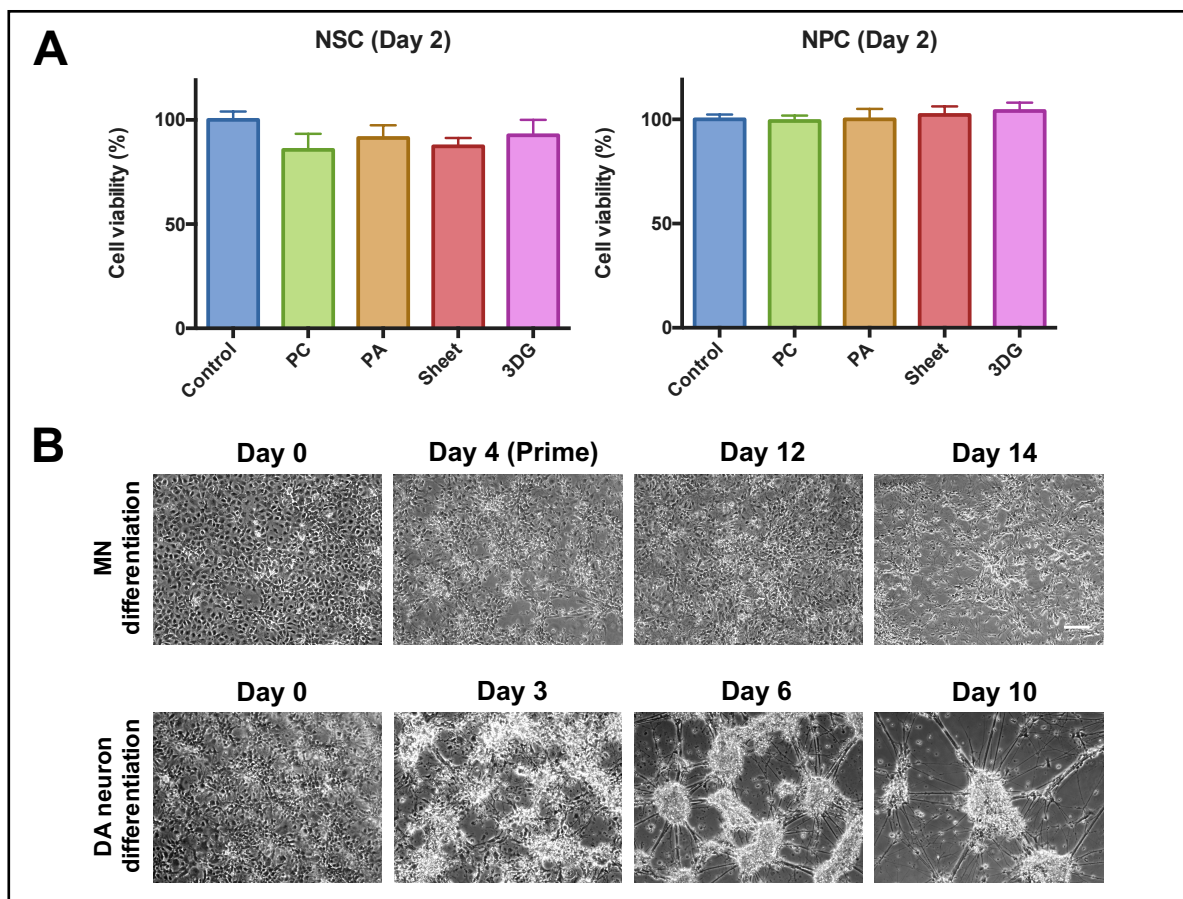 A
NSC (Day 2)
NPC (Day 2)
Cell viability (%)
100
50
0
Control
PC
PA
Sheet
3DG
Cell viability (%)
100
50
0
Control
PC
PA
Sheet
3DG
B
Day 0
Day 4 (Prime)
Day 12
Day 14
MN
differentiation
Day 0
Day 3
Day 6
Day 10
DA neuron
differentiation